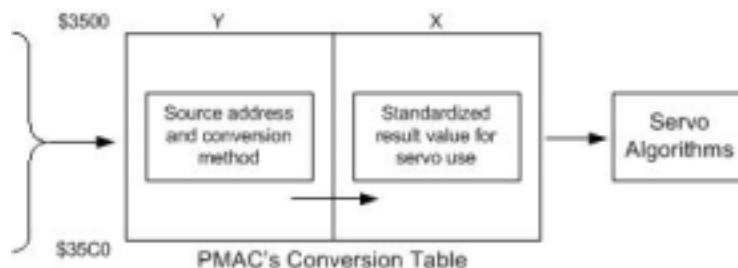 $3500
Y
X
Source address
and conversion
method
Standardized
result value for
servo use
Servo
Algorithms
$35C0
PMAC's Conversion Table